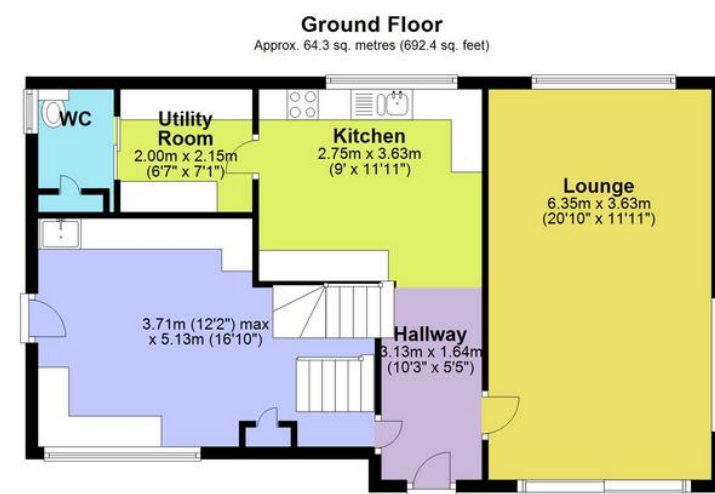 Ground Floor
Approx. 64.3 sq. metres (692.4 sq. feet)
WC
Utility
Room
2.00m x 2.15m
(6'7" x 7'1")
Kitchen
2.75m x 3.63m
(9' x 11'11")
Lounge
6.35m x 3.63m
(20'10" x 11'11")
3.71m (12'2") max
x 5.13m (16'10")
Hallway
3.13m x 1.64m
(10'3" x 5'5")